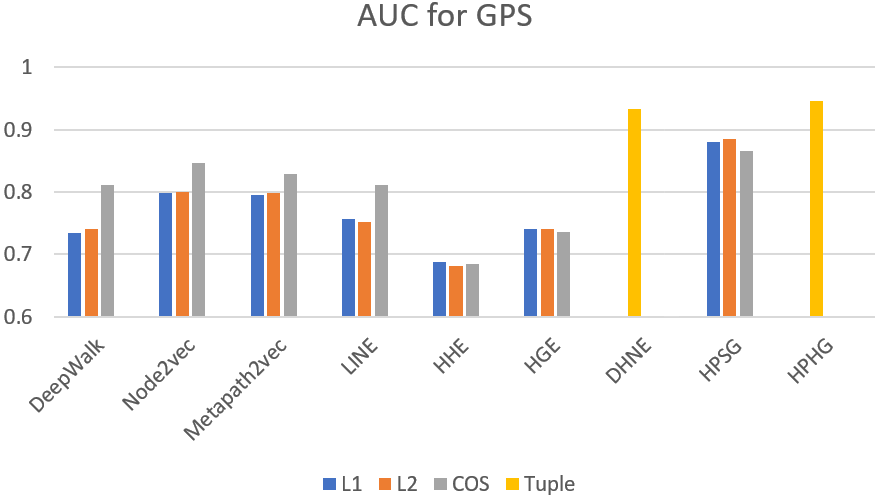 AUC for GPS
1
0.9
0.8
0.7
0.6
DeepWalk
Node2vec
Metapath2vec
LINE
HHE
HGE
DHNE
HPSG
HPHG
L1 L2 COS Tuple